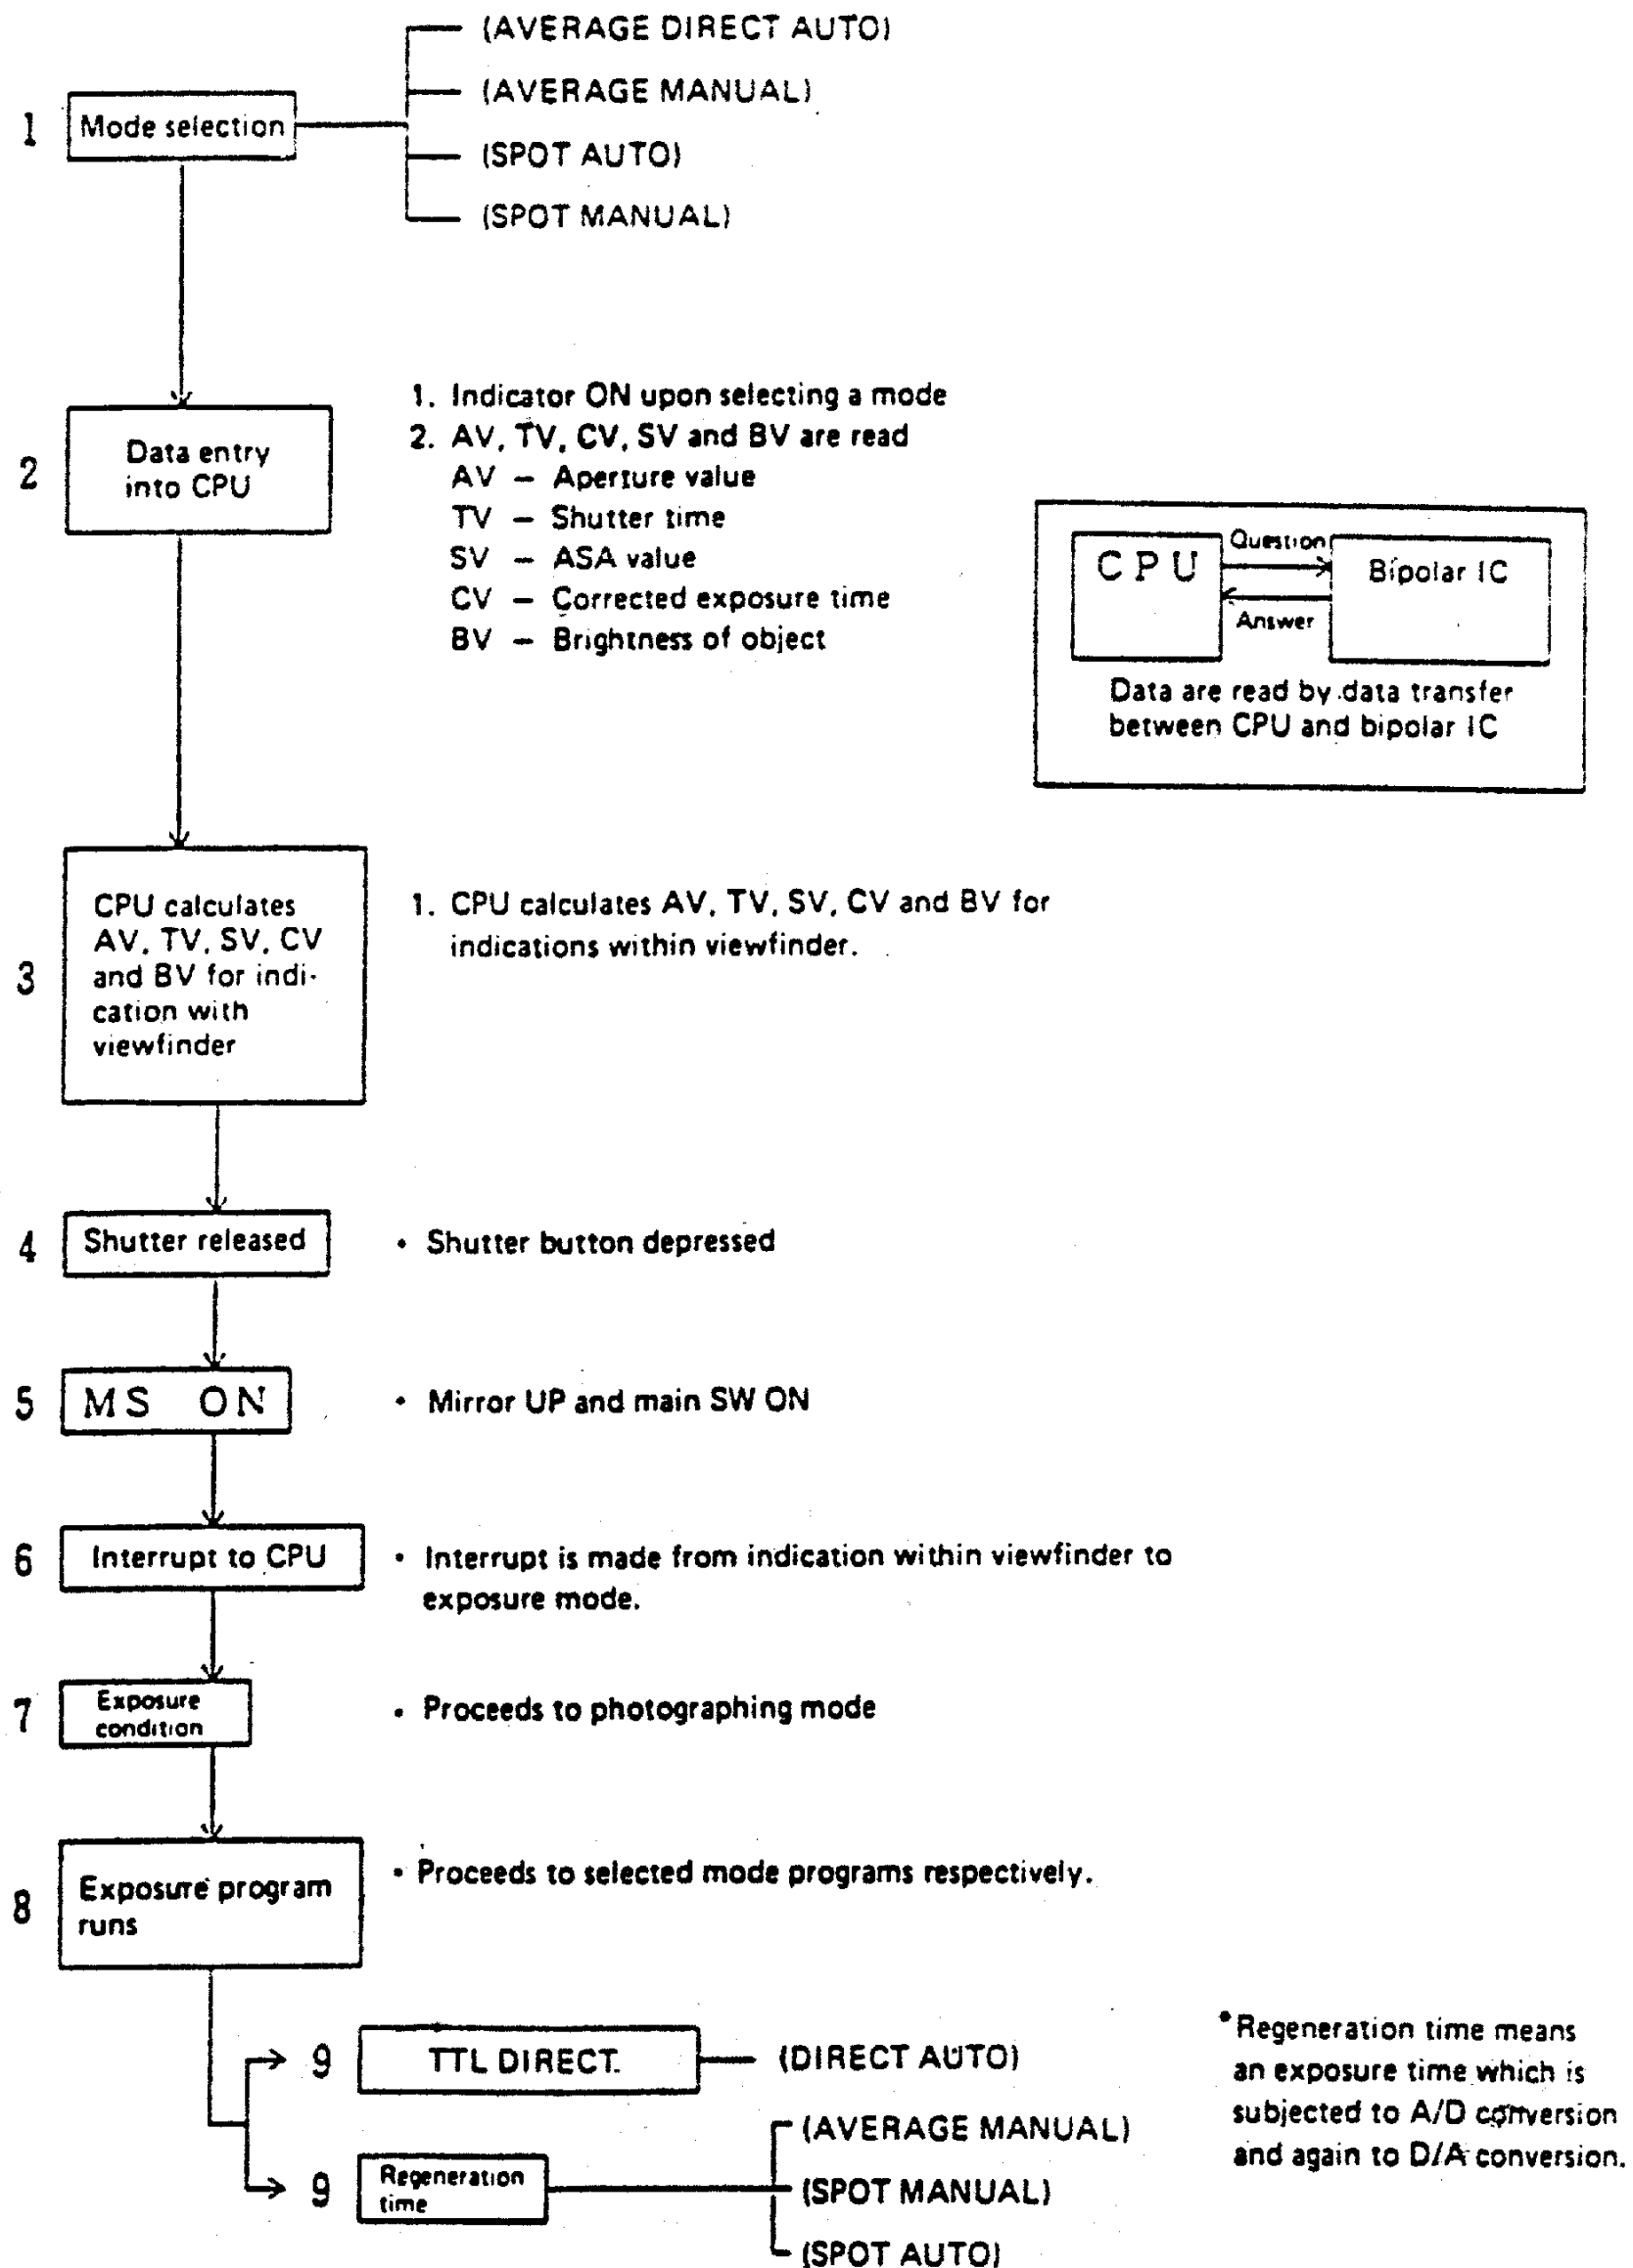 (AVERAGE DIRECT AUTO)
(AVERAGE MANUAL)
1 Mode selection
(SPOT AUTO)
(SPOT MANUAL)
2 Data entry
into CPU
1. Indicator ON upon selecting a mode
2. AV, TV, CV, SV and BV are read
AV – Aperture value
TV – Shutter time
SV – ASA value
CV – Corrected exposure time
BV – Brightness of object
CPU
Question
Answer
Bipolar IC
Data are read by data transfer
between CPU and bipolar IC
3 CPU calculates
AV, TV, SV, CV
and BV for indi-
cation with
viewfinder
1. CPU calculates AV, TV, SV, CV and BV for
indications within viewfinder.
4 Shutter released
• Shutter button depressed
5 MS ON
• Mirror UP and main SW ON
6 Interrupt to CPU
• Interrupt is made from indication within viewfinder to
exposure mode.
7 Exposure
condition
• Proceeds to photographing mode
8 Exposure program
runs
• Proceeds to selected mode programs respectively.
9 TTL DIRECT.
(DIRECT AUTO)
9 Regeneration
time
(AVERAGE MANUAL)
(SPOT MANUAL)
(SPOT AUTO)
*Regeneration time means
an exposure time which is
subjected to A/D conversion
and again to D/A conversion.